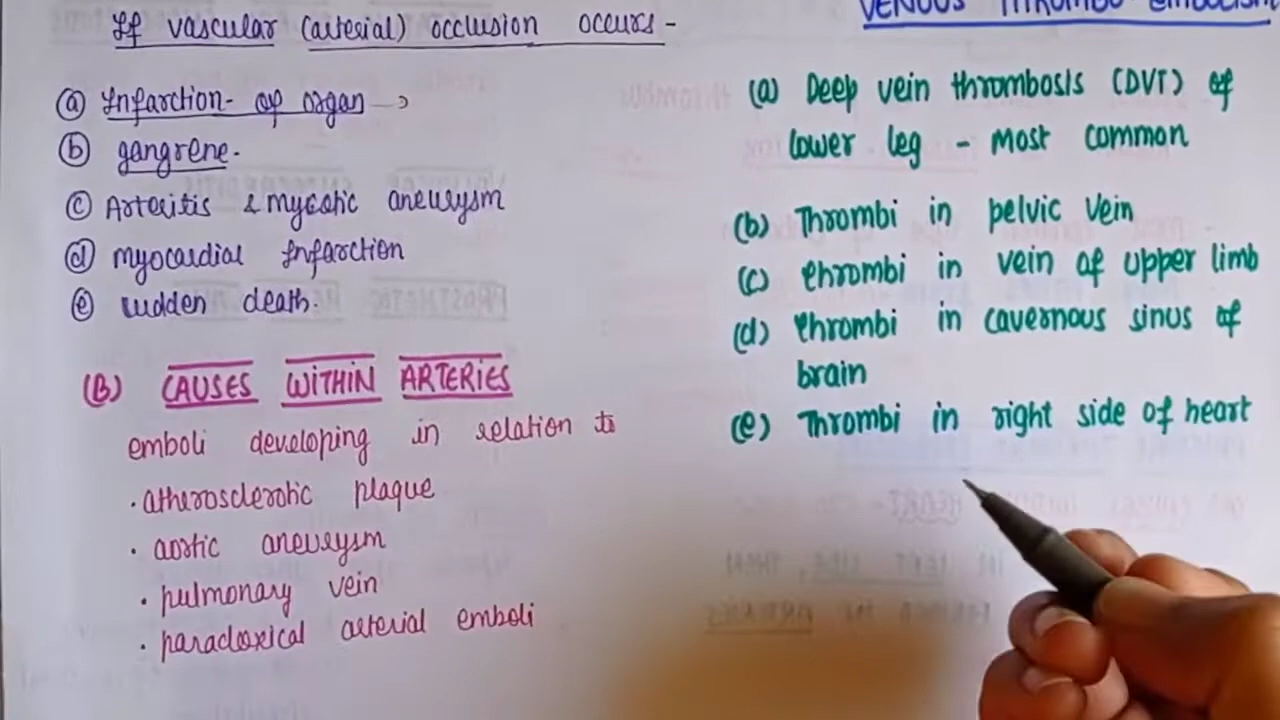 If vascular (arterial) occlusion occurs -
(a) Infarction- of organ →
(b) gangrene.
(c) Arteritis & mycotic aneurysm
(d) myocardial Infarction
(e) sudden death.
(B) CAUSES WITHIN ARTERIES
emboli developing in relation to
· atherosclerotic plaque
· aortic aneurysm
· pulmonary vein
· paradoxical arterial emboli
VENOUS THROMBO-EMBOLISM
(a) Deep vein thrombosis (DVT) of
lower leg - most common
(b) Thrombi in pelvic vein
(c) Thrombi in vein of upper limb
(d) Thrombi in cavernous sinus of
brain
(e) Thrombi in right side of heart